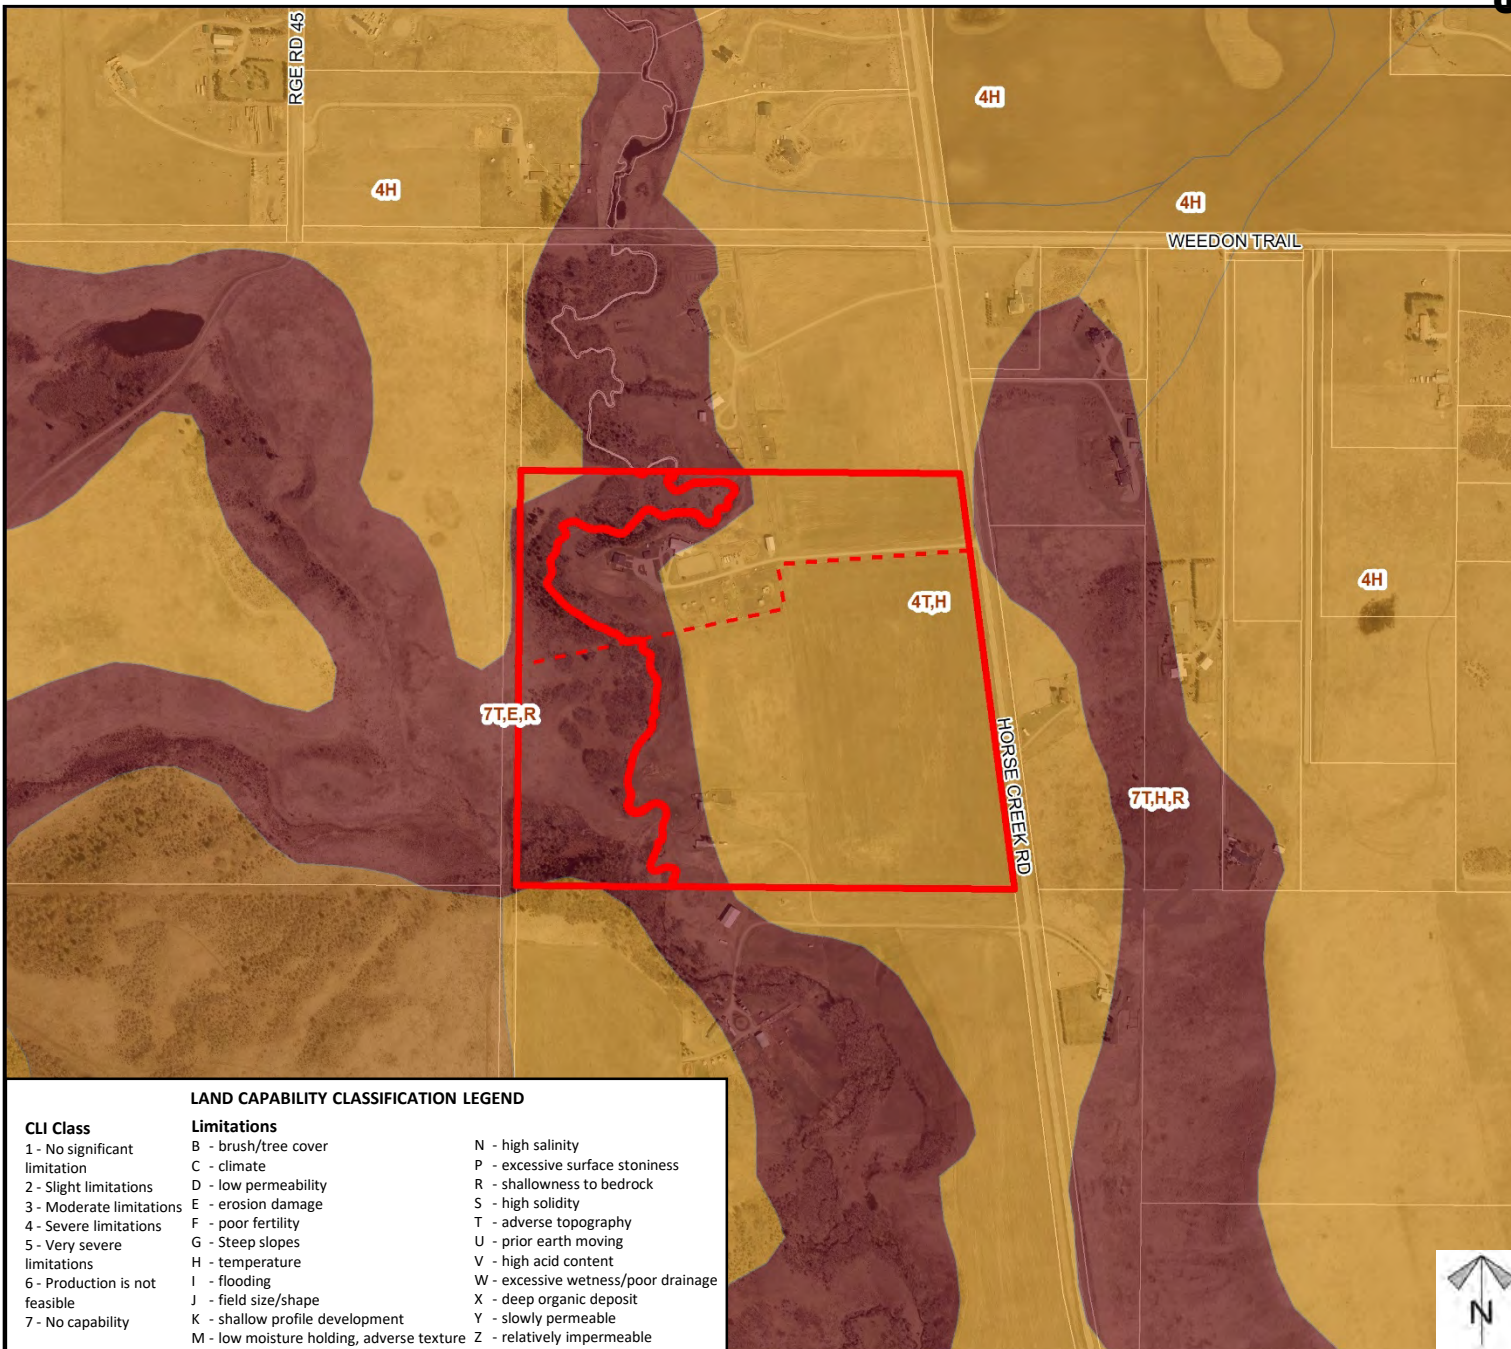 RGE RD 45
4H
4H
4H
WEEDON TRAIL
4T,H
4H
7T,E,R
HORSE CREEK RD
7T,H,R
LAND CAPABILITY CLASSIFICATION LEGEND
CLI Class
1 - No significant
limitation
2 - Slight limitations
3 - Moderate limitations
4 - Severe limitations
5 - Very severe
limitations
6 - Production is not
feasible
7 - No capability
Limitations
B - brush/tree cover
C - climate
D - low permeability
E - erosion damage
F - poor fertility
G - Steep slopes
H - temperature
I - flooding
J - field size/shape
K - shallow profile development
M - low moisture holding, adverse texture
N - high salinity
P - excessive surface stoniness
R - shallowness to bedrock
S - high solidity
T - adverse topography
U - prior earth moving
V - high acid content
W - excessive wetness/poor drainage
X - deep organic deposit
Y - slowly permeable
Z - relatively impermeable
N